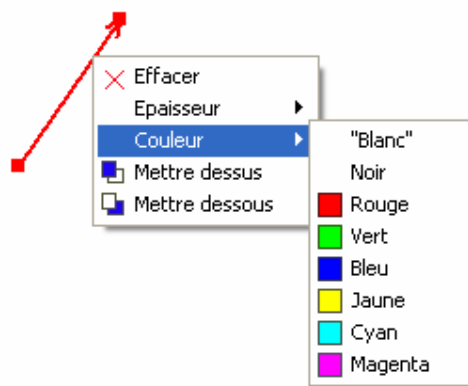 Effacer
Epaisseur
Couleur
Mettre dessus
Mettre dessous
"Blanc"
Noir
Rouge
Vert
Bleu
Jaune
Cyan
Magenta